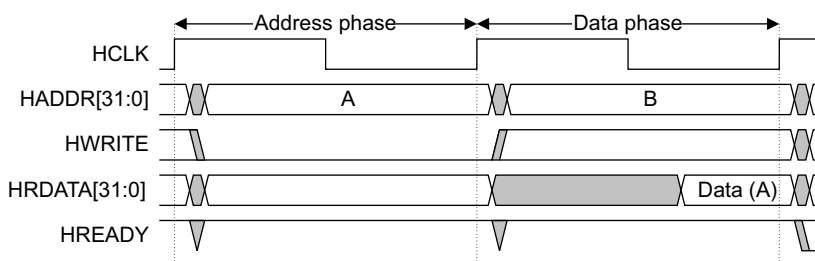 Address phase Data phase
HCLK
HADDR[31:0] A B
HWRITE
HRDATA[31:0] Data (A)
HREADY